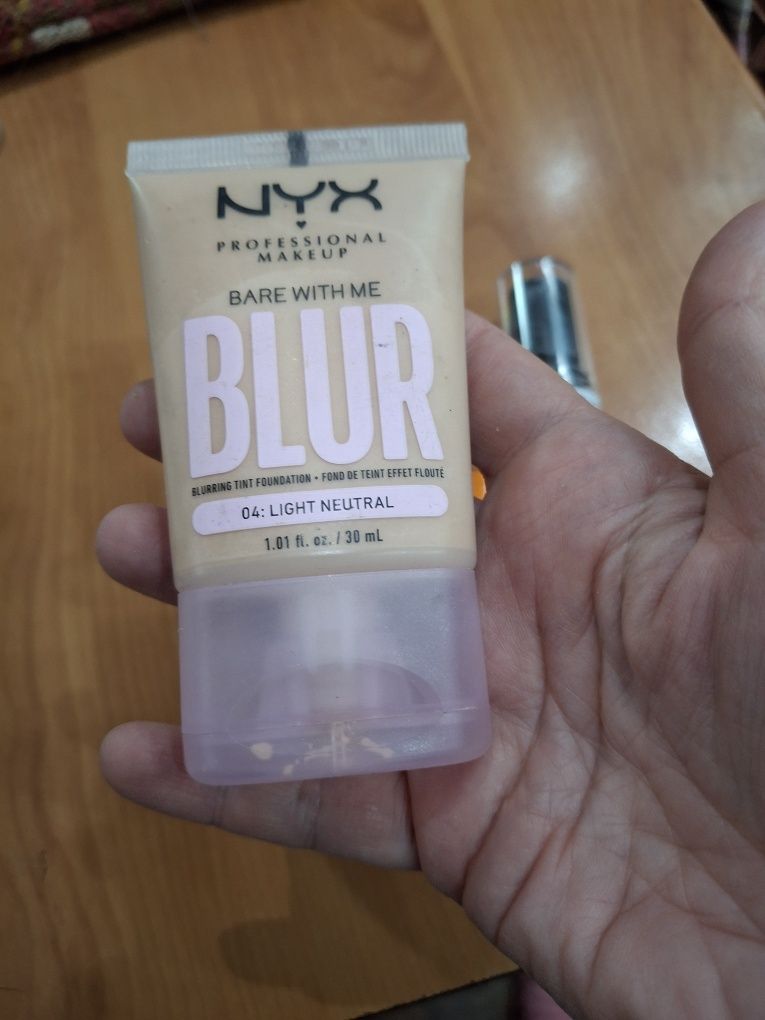 NYX
PROFESSIONAL
MAKEUP
BARE WITH ME
BLUR
BLURRING TINT FOUNDATION • FOND DE TEINT EFFET FLOUTÉ
04: LIGHT NEUTRAL
1.01 fl. oz. / 30 mL